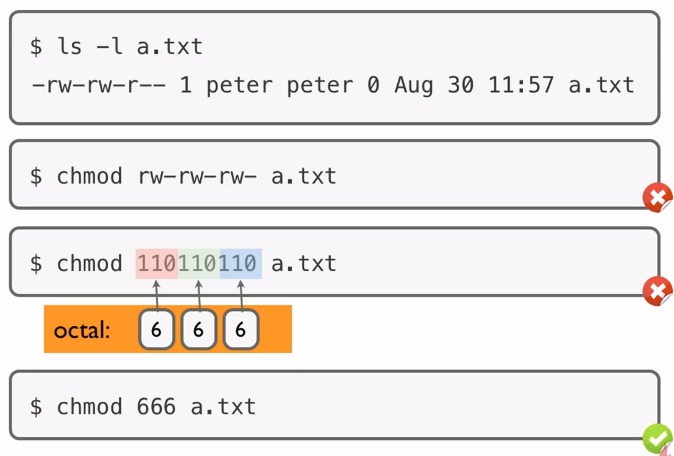 $ ls -l a.txt
-rw-rw-r-- 1 peter peter 0 Aug 30 11:57 a.txt
$ chmod rw-rw-rw- a.txt
$ chmod 110110110 a.txt
octal: 6 6 6
$ chmod 666 a.txt